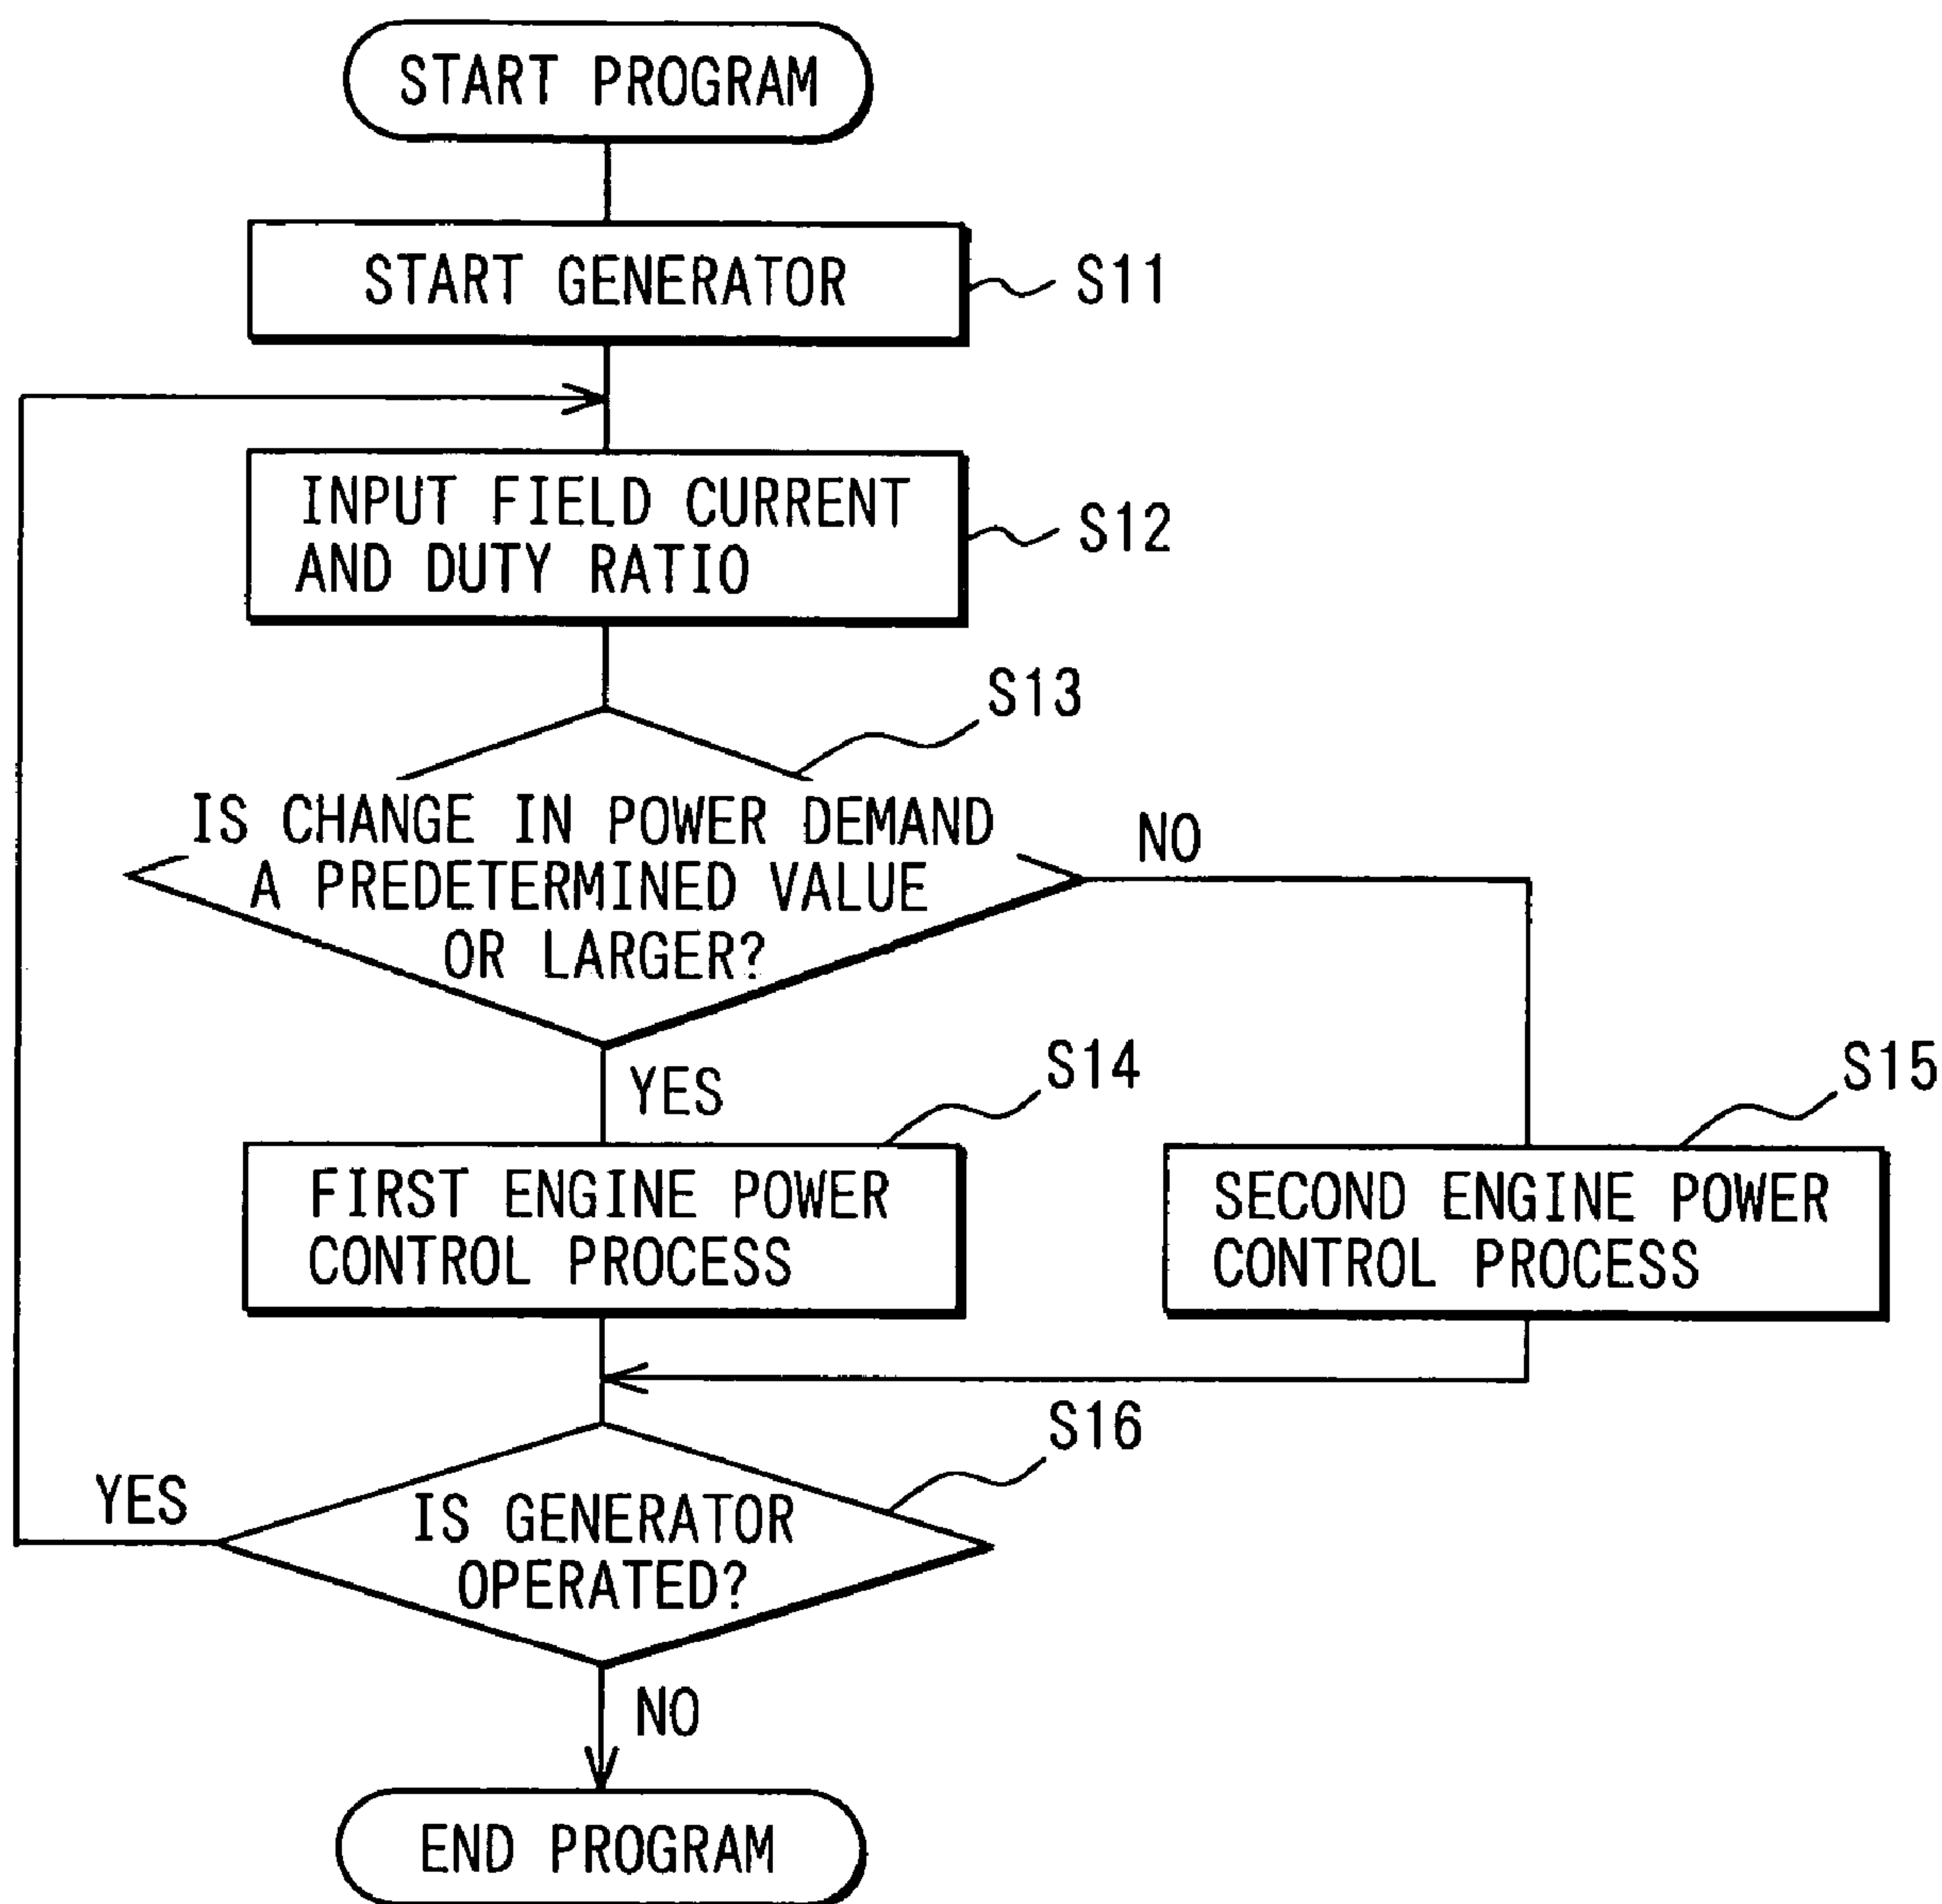 START PROGRAM
START GENERATOR
S11
INPUT FIELD CURRENT
AND DUTY RATIO
S12
S13
IS CHANGE IN POWER DEMAND
A PREDETERMINED VALUE
OR LARGER?
NO
YES
S14
FIRST ENGINE POWER
CONTROL PROCESS
S15
SECOND ENGINE POWER
CONTROL PROCESS
S16
IS GENERATOR
OPERATED?
YES
NO
END PROGRAM